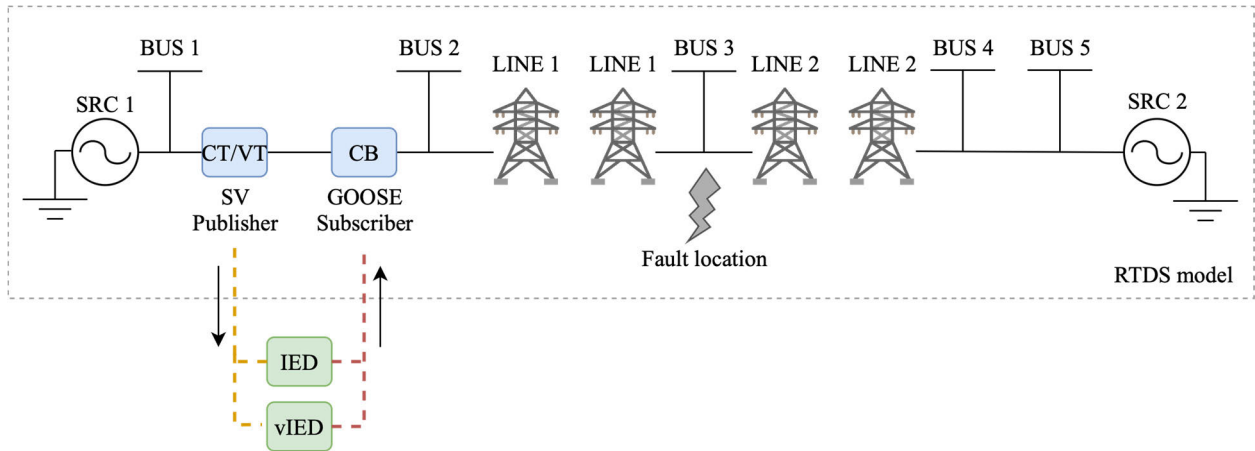 BUS 1
BUS 2
LINE 1
LINE 1
BUS 3
LINE 2
LINE 2
BUS 4
BUS 5
SRC 1
SRC 2
CT/VT
CB
SV
Publisher
GOOSE
Subscriber
Fault location
RTDS model
IED
vIED